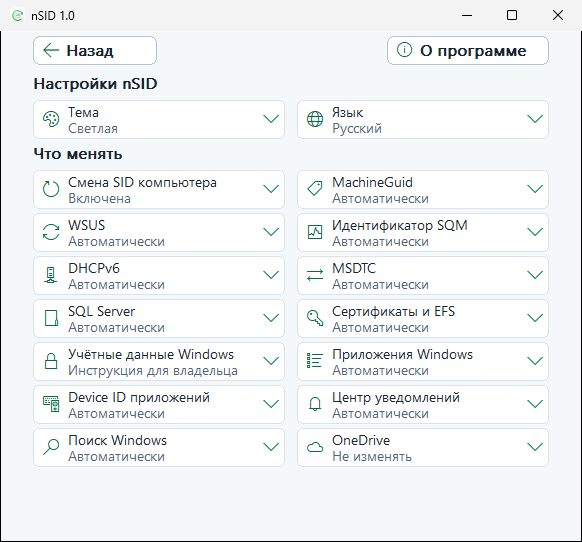 nSID 1.0
Назад
О программе
Настройки nSID
Тема
Светлая
Язык
Русский
Что менять
Смена SID компьютера
Включена
MachineGuid
Автоматически
WSUS
Автоматически
Идентификатор SQM
Автоматически
DHCPv6
Автоматически
MSDTC
Автоматически
SQL Server
Автоматически
Сертификаты и EFS
Автоматически
Учётные данные Windows
Инструкция для владельца
Приложения Windows
Автоматически
Device ID приложений
Автоматически
Центр уведомлений
Автоматически
Поиск Windows
Автоматически
OneDrive
Не изменять